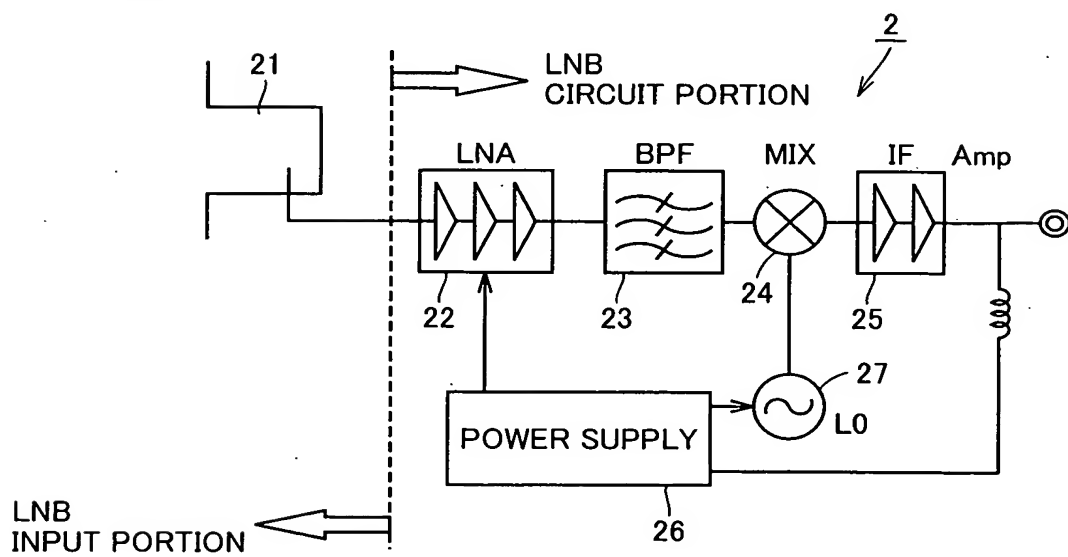 2
21
LNB
CIRCUIT PORTION
LNA
BPF
MIX
IF
Amp
22
23
24
25
27
L0
POWER SUPPLY
26
LNB
INPUT PORTION